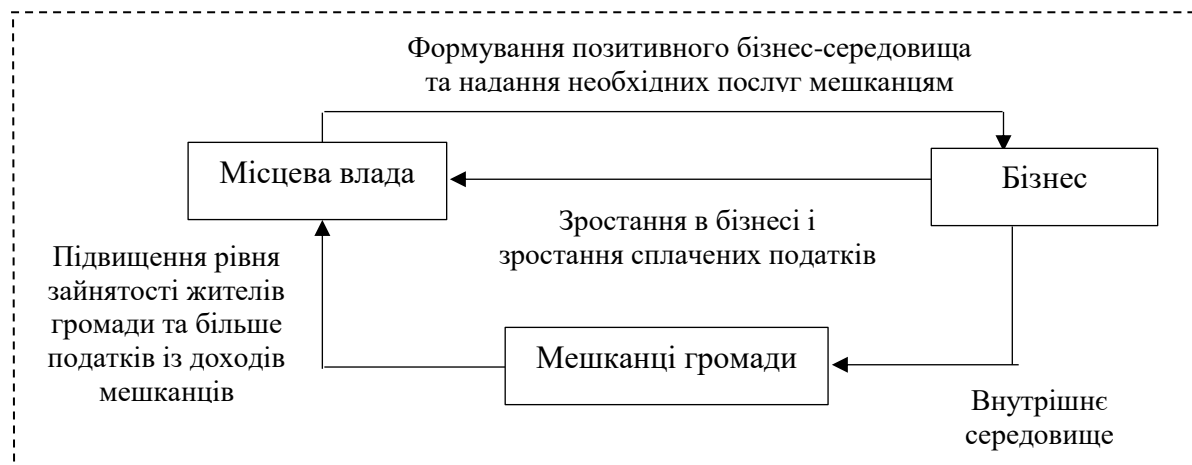 Формування позитивного бізнес-середовища
та надання необхідних послуг мешканцям
Місцева влада
Бізнес
Зростання в бізнесі і
зростання сплачених податків
Підвищення рівня
зайнятості жителів
громади та більше
податків із доходів
мешканців
Мешканці громади
Внутрішнє
середовище